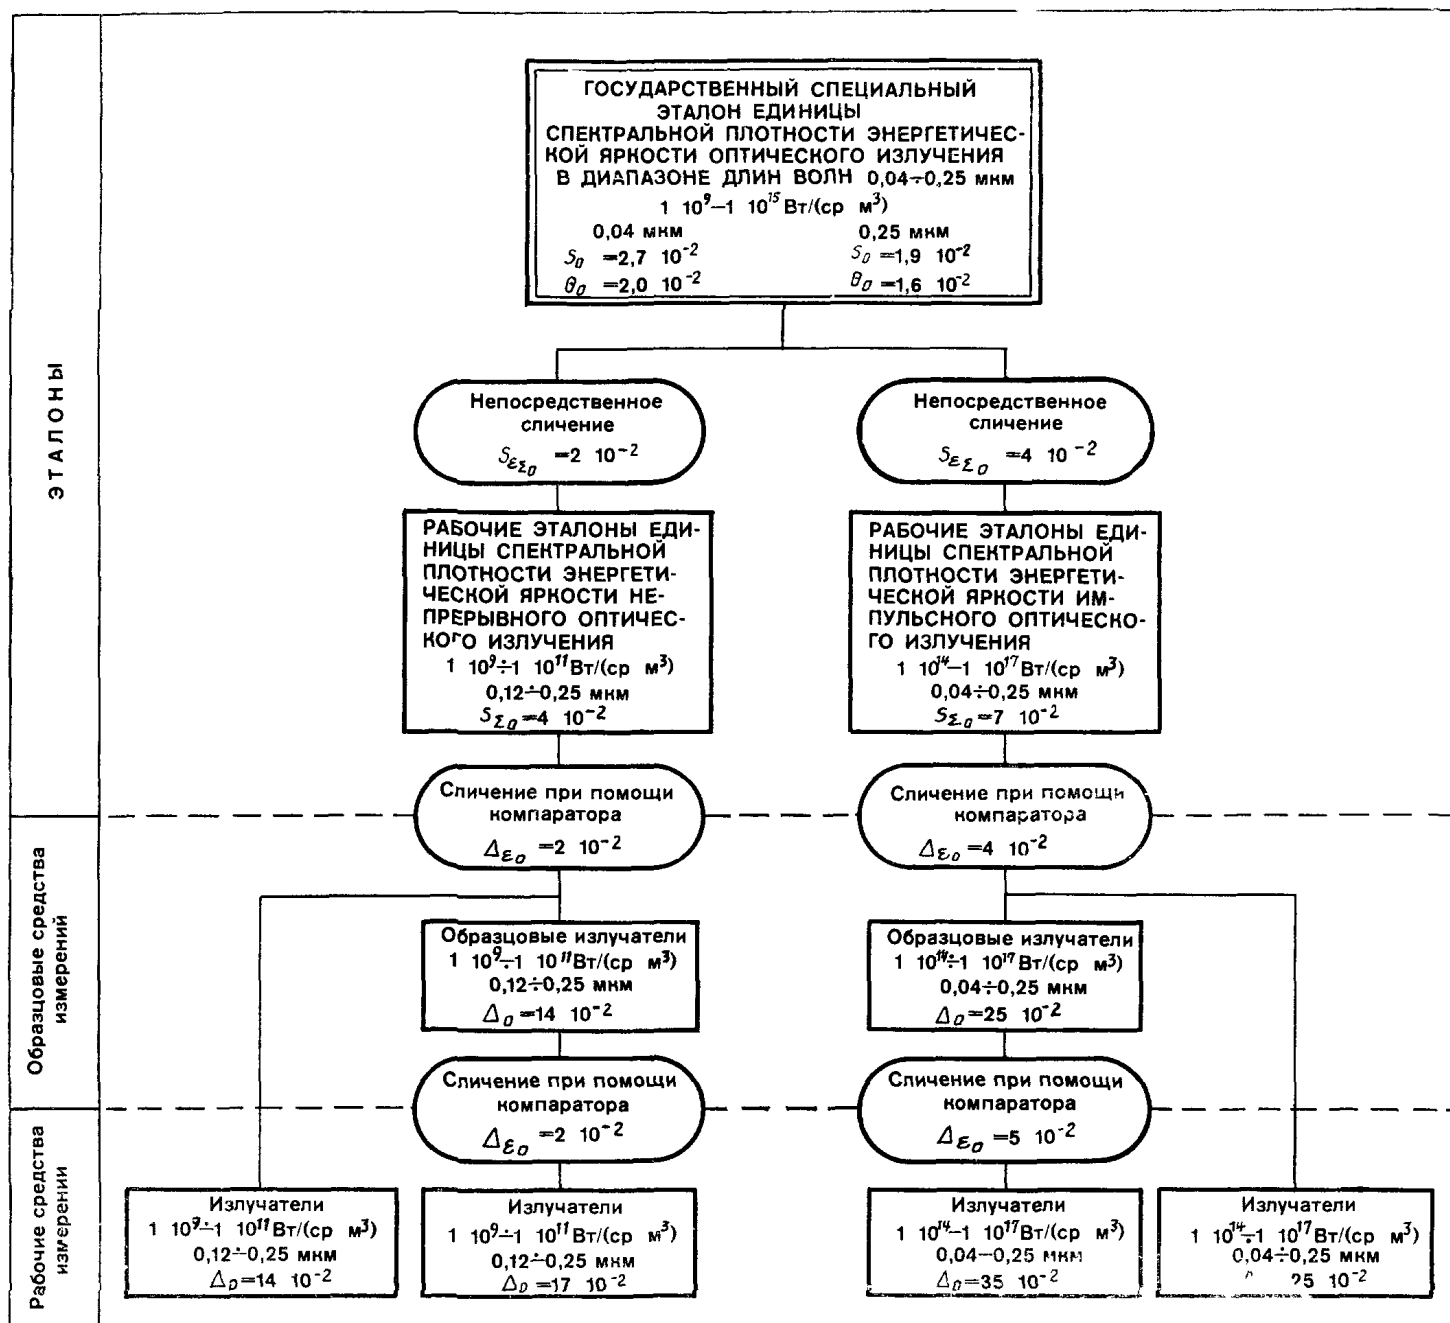 ГОСУДАРСТВЕННЫЙ СПЕЦИАЛЬНЫЙ
ЭТАЛОН ЕДИНИЦЫ
СПЕКТРАЛЬНОЙ ПЛОТНОСТИ ЭНЕРГЕТИЧЕС-
КОЙ ЯРКОСТИ ОПТИЧЕСКОГО ИЗЛУЧЕНИЯ
В ДИАПАЗОНЕ ДЛИН ВОЛН 0,04÷0,25 мкм
1 10⁹—1 10¹⁵ Вт/(ср м³)
0,04 мкм 0,25 мкм
S₀ =2,7 10⁻² S₀ =1,9 10⁻²
θ₀ =2,0 10⁻² θ₀ =1,6 10⁻²
ЭТАЛОНЫ
Непосредственное
сличение
S_εΣ₀ =2 10⁻²
Непосредственное
сличение
S_εΣ₀ =4 10⁻²
РАБОЧИЕ ЭТАЛОНЫ ЕДИ-
НИЦЫ СПЕКТРАЛЬНОЙ
ПЛОТНОСТИ ЭНЕРГЕТИ-
ЧЕСКОЙ ЯРКОСТИ НЕ-
ПРЕРЫВНОГО ОПТИЧЕС-
КОГО ИЗЛУЧЕНИЯ
1 10⁹÷1 10¹¹ Вт/(ср м³)
0,12÷0,25 мкм
S_Σ₀=4 10⁻²
РАБОЧИЕ ЭТАЛОНЫ ЕДИ-
НИЦЫ СПЕКТРАЛЬНОЙ
ПЛОТНОСТИ ЭНЕРГЕТИ-
ЧЕСКОЙ ЯРКОСТИ ИМ-
ПУЛЬСНОГО ОПТИЧЕСКО-
ГО ИЗЛУЧЕНИЯ
1 10¹⁴—1 10¹⁷ Вт/(ср м³)
0,04÷0,25 мкм
S_Σ₀=7 10⁻²
Сличение при помощи
компаратора
Δ_ε₀ =2 10⁻²
Сличение при помощи
компаратора
Δ_ε₀ =4 10⁻²
Образцовые средства
измерений
Образцовые излучатели
1 10⁹÷1 10¹¹ Вт/(ср м³)
0,12÷0,25 мкм
Δ₀=14 10⁻²
Образцовые излучатели
1 10¹⁴÷1 10¹⁷ Вт/(ср м³)
0,04÷0,25 мкм
Δ₀=25 10⁻²
Сличение при помощи
компаратора
Δ_ε₀ =2 10⁻²
Сличение при помощи
компаратора
Δ_ε₀ =5 10⁻²
Рабочие средства
измерении
Излучатели
1 10⁹÷1 10¹¹ Вт/(ср м³)
0,12÷0,25 мкм
Δ₀=14 10⁻²
Излучатели
1 10⁹÷1 10¹¹ Вт/(ср м³)
0,12÷0,25 мкм
Δ₀=17 10⁻²
Излучатели
1 10¹⁴—1 10¹⁷ Вт/(ср м³)
0,04—0,25 мкм
Δ₀=35 10⁻²
Излучатели
1 10¹⁴÷1 10¹⁷ Вт/(ср м³)
0,04÷0,25 мкм
25 10⁻²